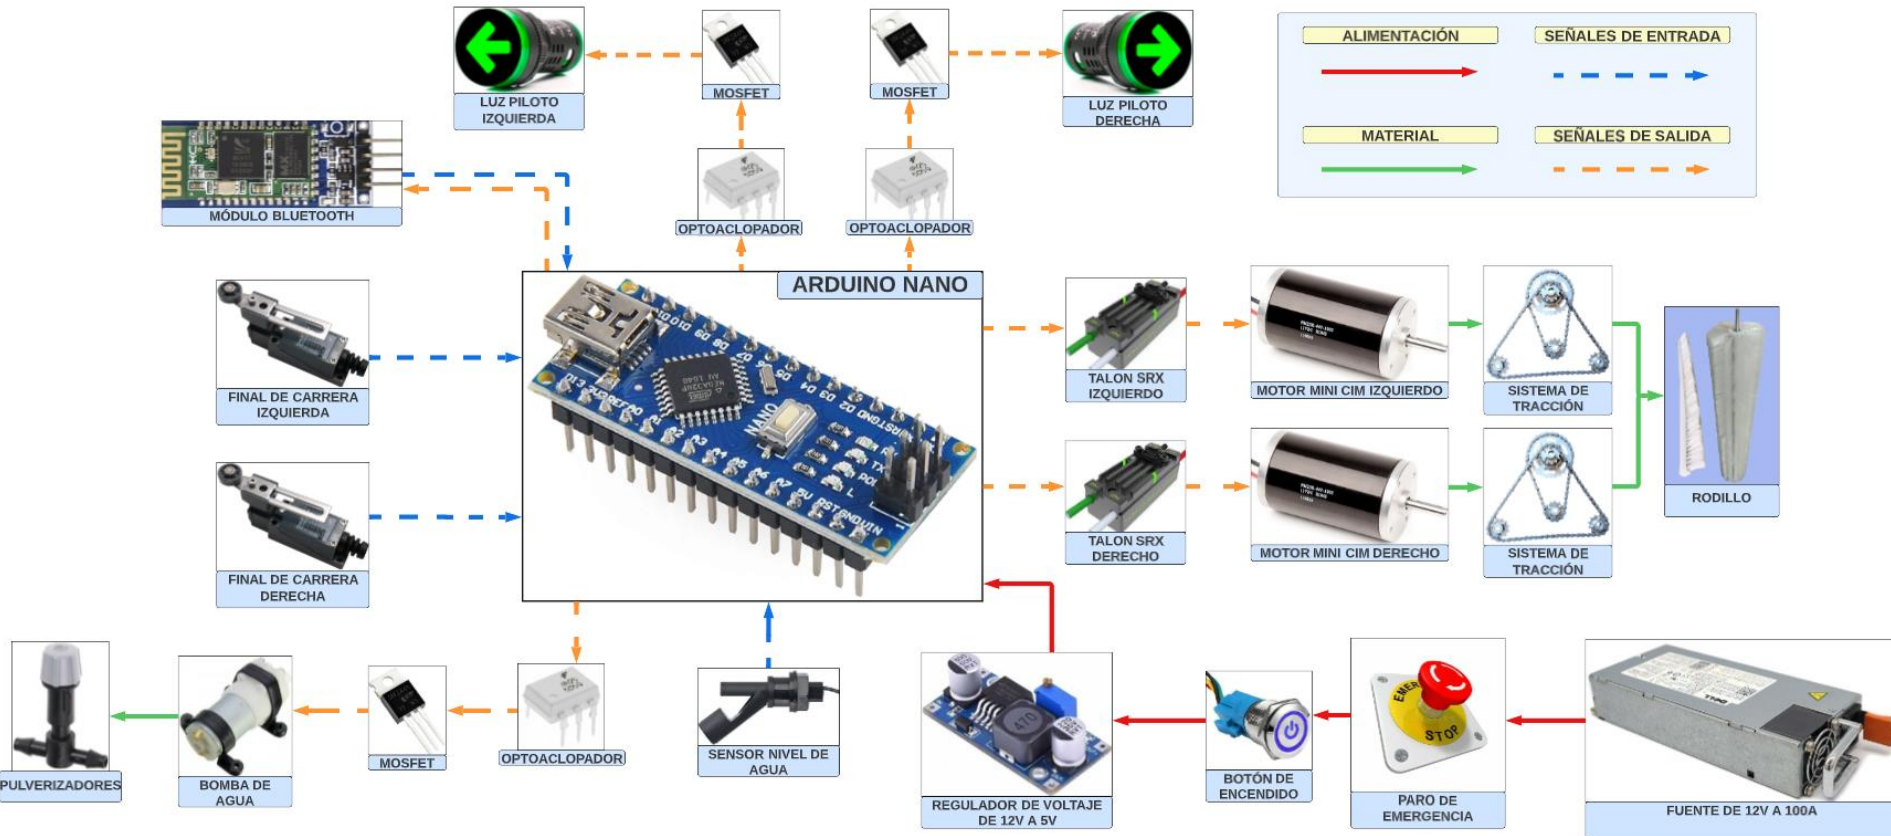 ALIMENTACIÓN
SEÑALES DE ENTRADA
MATERIAL
SEÑALES DE SALIDA
LUZ PILOTO
IZQUIERDA
MOSFET
MOSFET
LUZ PILOTO
DERECHA
MÓDULO BLUETOOTH
OPTOACLOPADOR
OPTOACLOPADOR
ARDUINO NANO
FINAL DE CARRERA
IZQUIERDA
TALON SRX
IZQUIERDO
MOTOR MINI CIM IZQUIERDO
SISTEMA DE
TRACCIÓN
RODILLO
FINAL DE CARRERA
DERECHA
TALON SRX
DERECHO
MOTOR MINI CIM DERECHO
SISTEMA DE
TRACCIÓN
NANO
470
STOP
PULVERIZADORES
BOMBA DE
AGUA
MOSFET
OPTOACLOPADOR
SENSOR NIVEL DE
AGUA
REGULADOR DE VOLTAJE
DE 12V A 5V
BOTÓN DE
ENCENDIDO
PARO DE
EMERGENCIA
FUENTE DE 12V A 100A